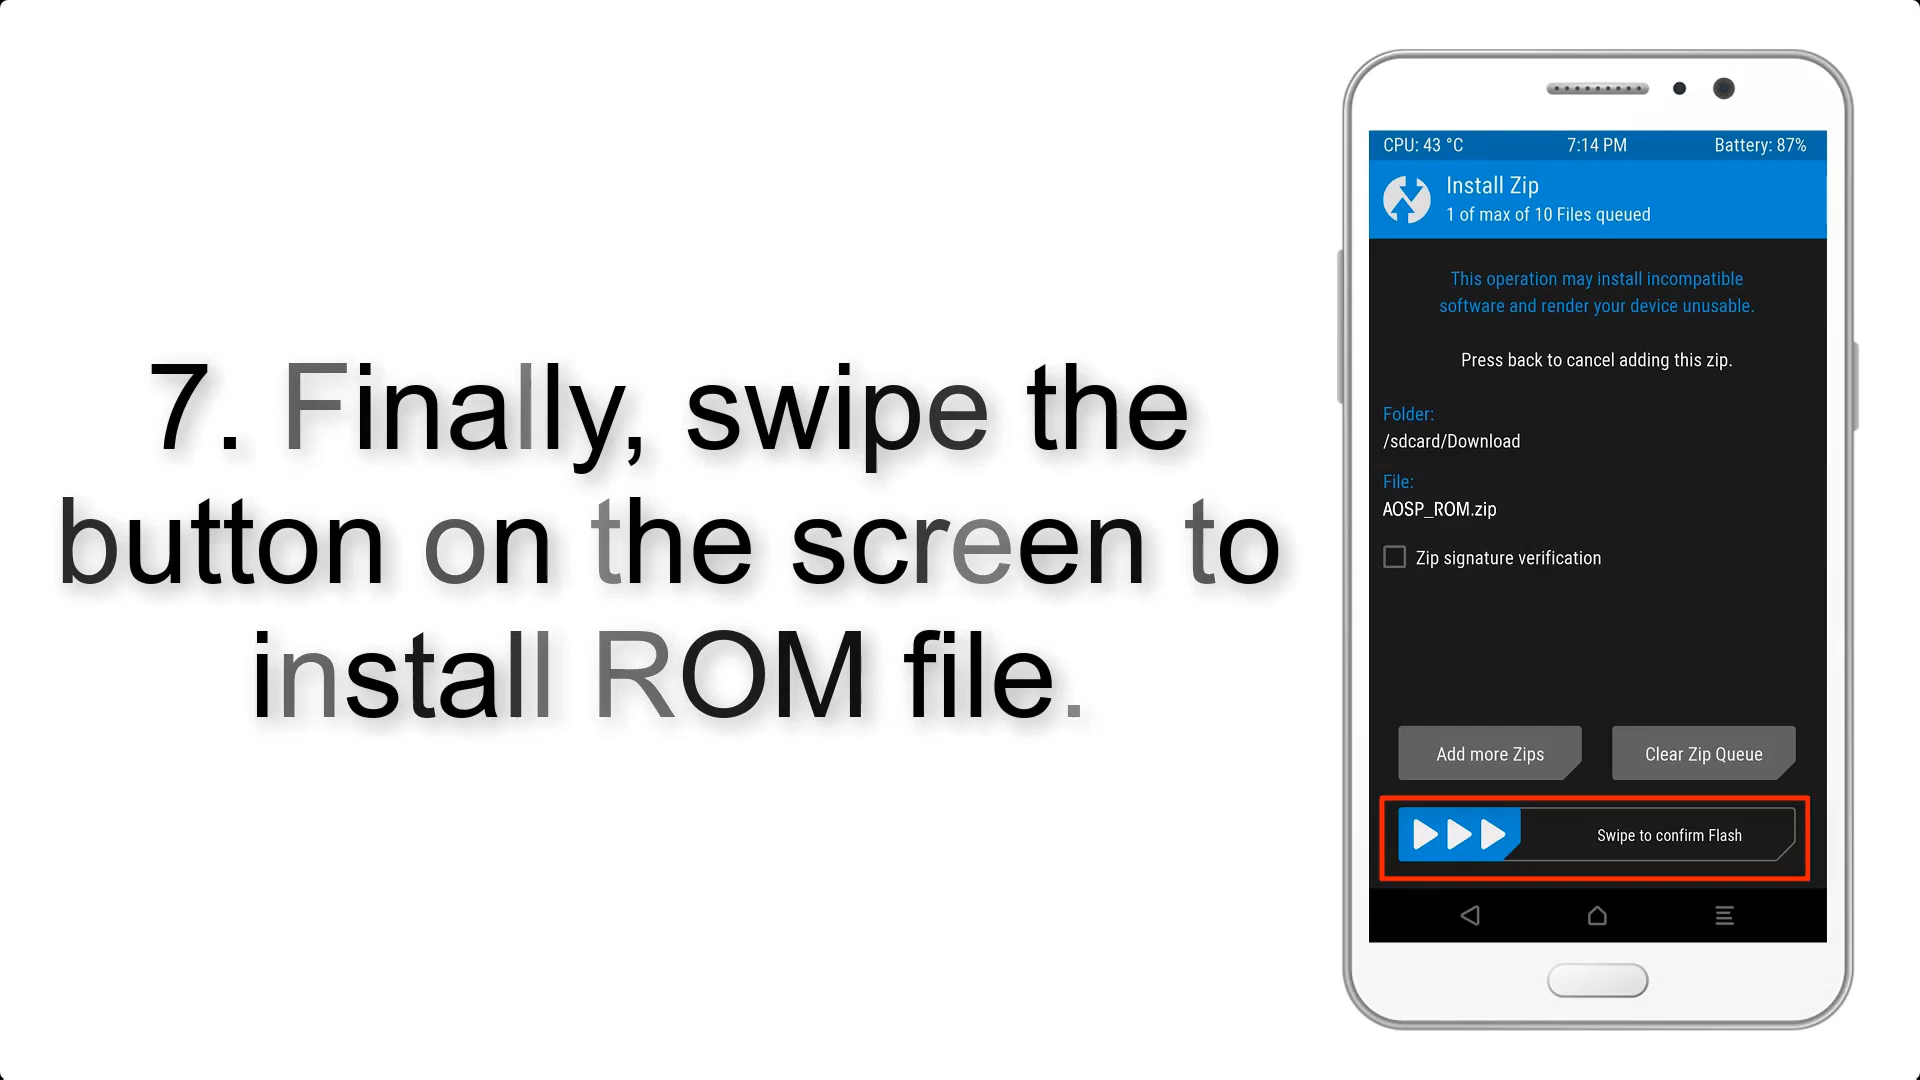 7. Finally, swipe the
button on the screen to
install ROM file.
CPU: 43 °C 7:14 PM Battery: 87%
Install Zip
1 of max of 10 Files queued
This operation may install incompatible
software and render your device unusable.
Press back to cancel adding this zip.
Folder:
/sdcard/Download
File:
AOSP_ROM.zip
Zip signature verification
Add more Zips Clear Zip Queue
Swipe to confirm Flash